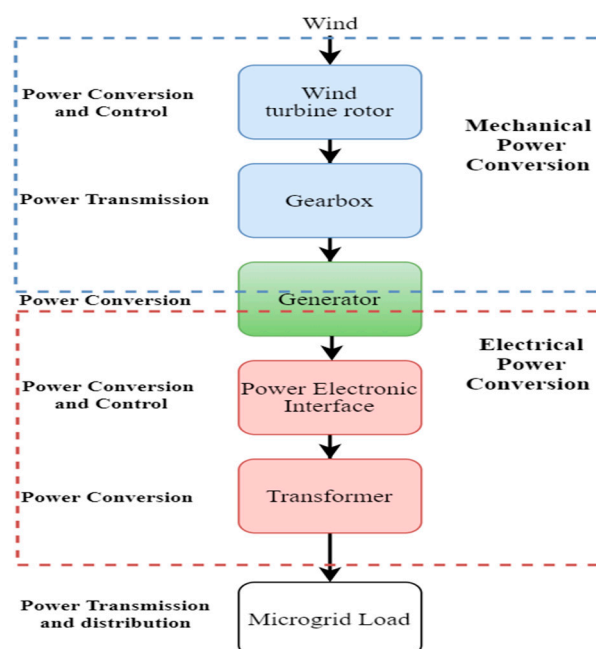 Wind
Power Conversion
and Control
Wind
turbine rotor
Mechanical
Power
Conversion
Power Transmission
Gearbox
Power Conversion
Generator
Electrical
Power
Conversion
Power Conversion
and Control
Power Electronic
Interface
Power Conversion
Transformer
Power Transmission
and distribution
Microgrid Load